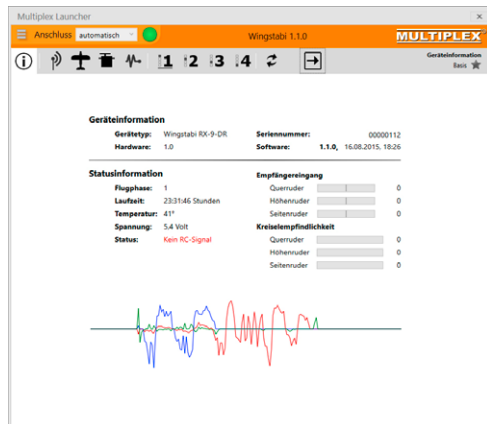 Multiplex Launcher
Anschluss automatisch Wingstabi 1.1.0 MULTIPLEX
1 2 3 4
Geräteinformation
Basis
Geräteinformation
Gerätetyp: Wingstabi RX-9-DR Seriennummer: 00000112
Hardware: 1.0 Software: 1.1.0, 16.08.2015, 18:26
Statusinformation
Flugphase: 1
Laufzeit: 23:31:46 Stunden
Temperatur: 41°
Spannung: 5.4 Volt
Status: Kein RC-Signal
Empfängereingang
Querruder 0
Höhenruder 0
Seitenruder 0
Kreiselempfindlichkeit
Querruder 0
Höhenruder 0
Seitenruder 0